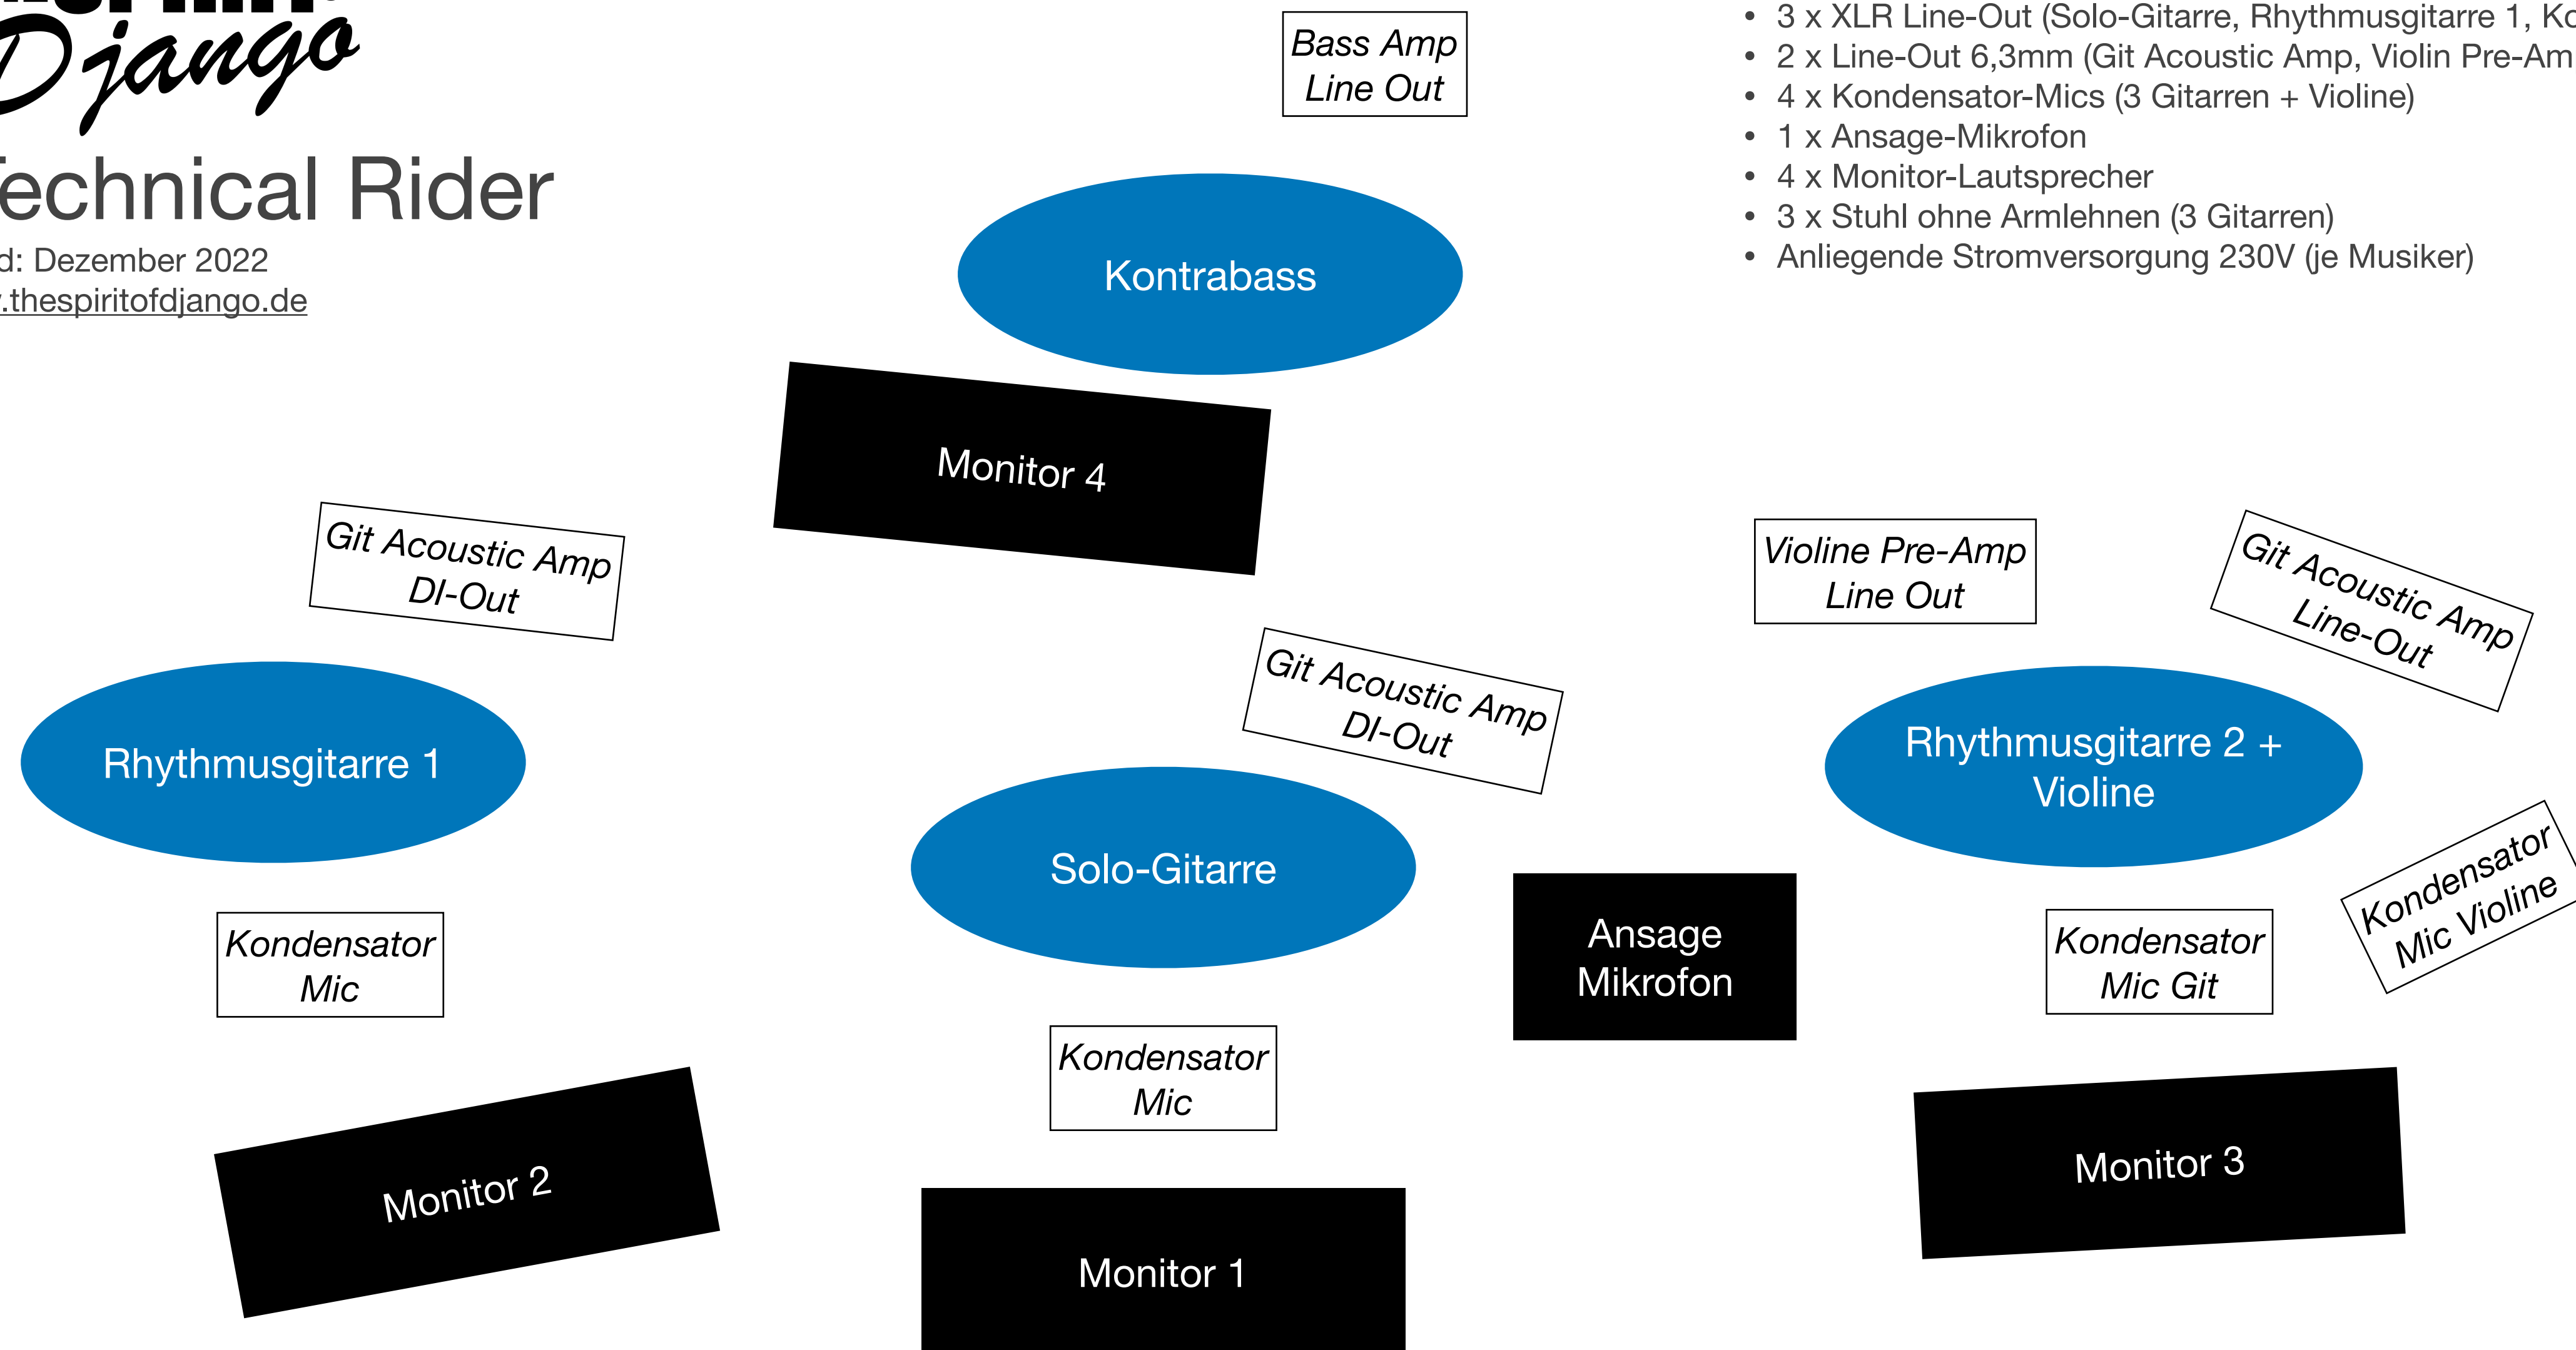 Django
Technical Rider
Dezember 2022
.thespiritofdjango.de
• 3 x XLR Line-Out (Solo-Gitarre, Rhythmusgitarre 1,
• 2 x Line-Out 6,3mm (Git Acoustic Amp, Violin
• 4 x Kondensator-Mics (3 Gitarren + Violine)
• 1 x Ansage-Mikrofon
• 4 x Monitor-Lautsprecher
• 3 x Stuhl ohne Armlehnen (3 Gitarren)
• Anliegende Stromversorgung 230V (je Musiker)
Bass Amp
Line Out
Kontrabass
Monitor 4
Git Acoustic Amp
DI-Out
Rhythmusgitarre 1
Kondensator
Mic
Monitor 2
Git Acoustic Amp
DI-Out
Solo-Gitarre
Kondensator
Mic
Monitor 1
Ansage
Mikrofon
Violine Pre-Amp
Line Out
Git Acoustic Amp
Line-Out
Rhythmusgitarre 2 +
Violine
Kondensator
Mic Git
Kondensator
Mic Violine
Monitor 3